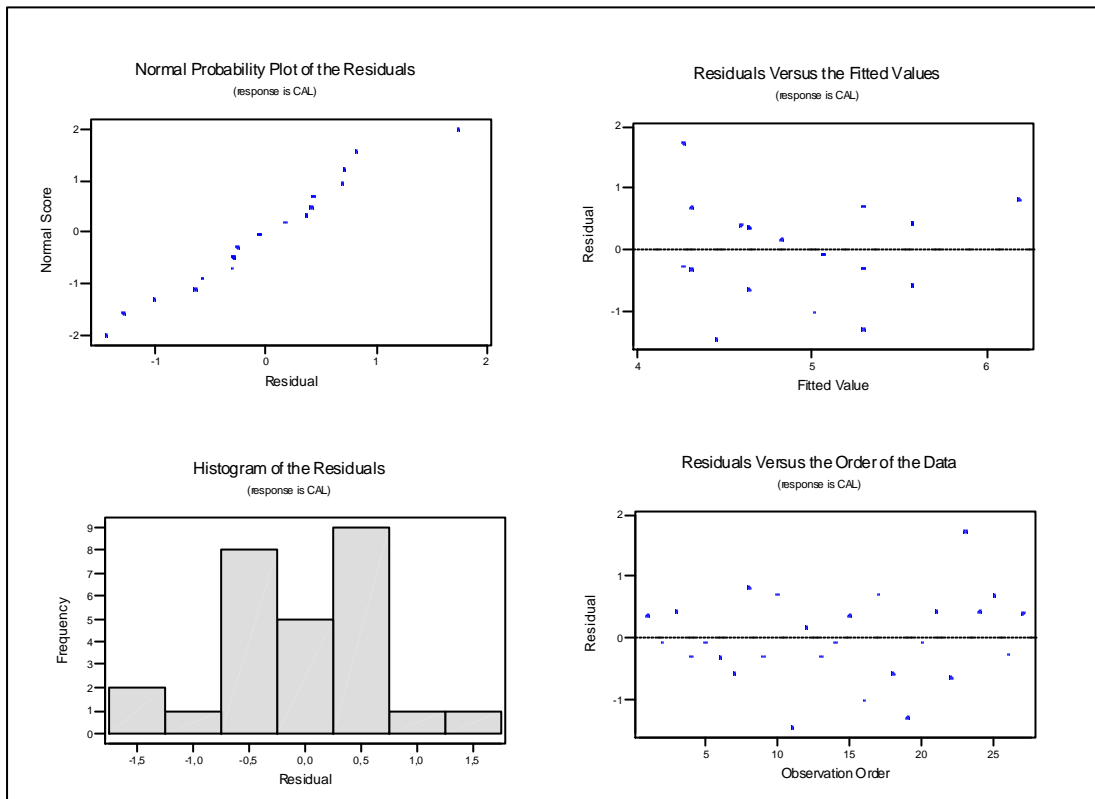 Normal Probability Plot of the Residuals
(response is CAL)
2
1
0
-1
-2
Normal Score
-1
0
1
2
Residual
Residuals Versus the Fitted Values
(response is CAL)
2
1
0
-1
Residual
4
5
6
Fitted Value
Histogram of the Residuals
(response is CAL)
9
8
7
6
5
4
3
2
1
0
Frequency
-1,5
-1,0
-0,5
0,0
0,5
1,0
1,5
Residual
Residuals Versus the Order of the Data
(response is CAL)
2
1
0
-1
Residual
5
10
15
20
25
Observation Order